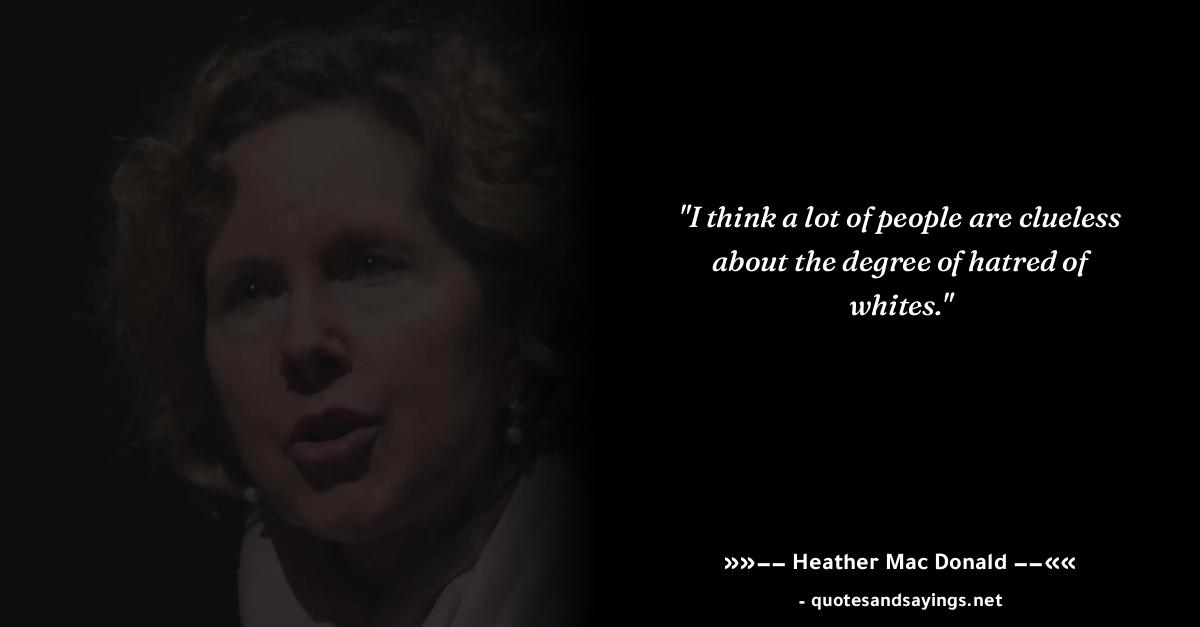 "I think a lot of people are clueless
about the degree of hatred of
whites."
»»–– Heather Mac Donald ––««
- quotesandsayings.net